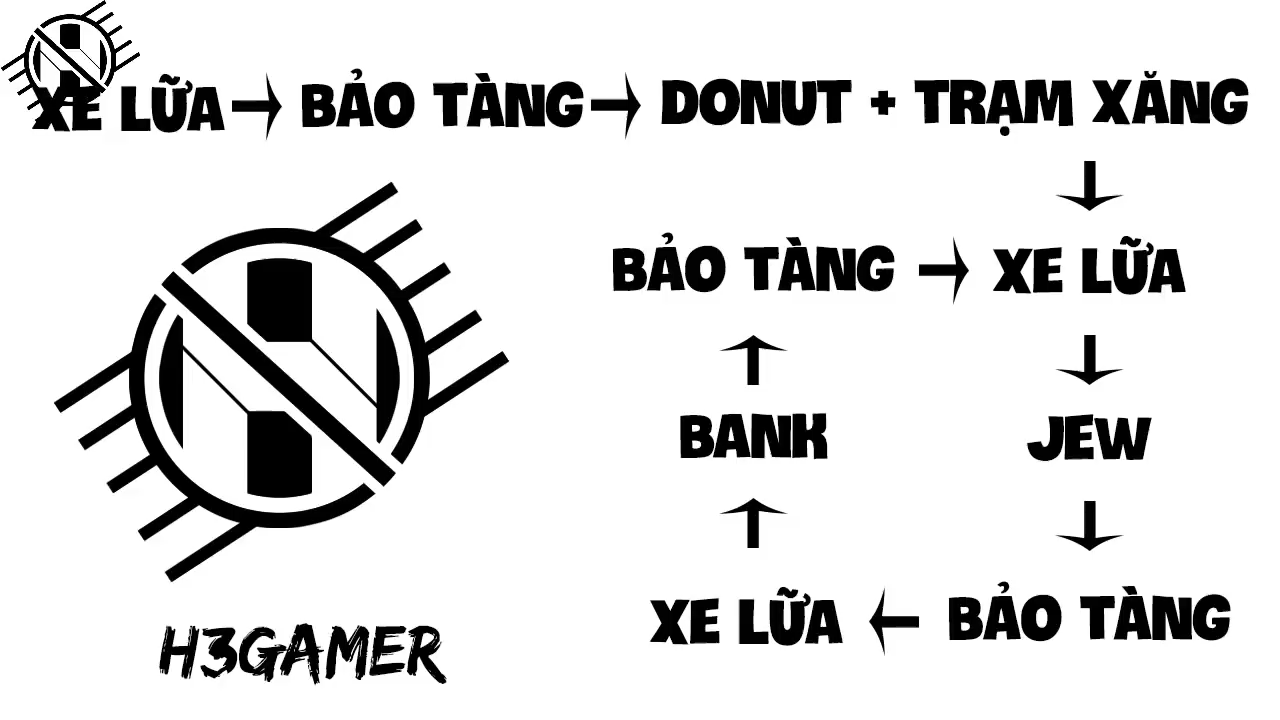 XE LỮA → BẢO TÀNG → DONUT + TRẠM XĂNG
BẢO TÀNG → XE LỮA
BANK JEW
XE LỮA ← BẢO TÀNG
H3GAMER